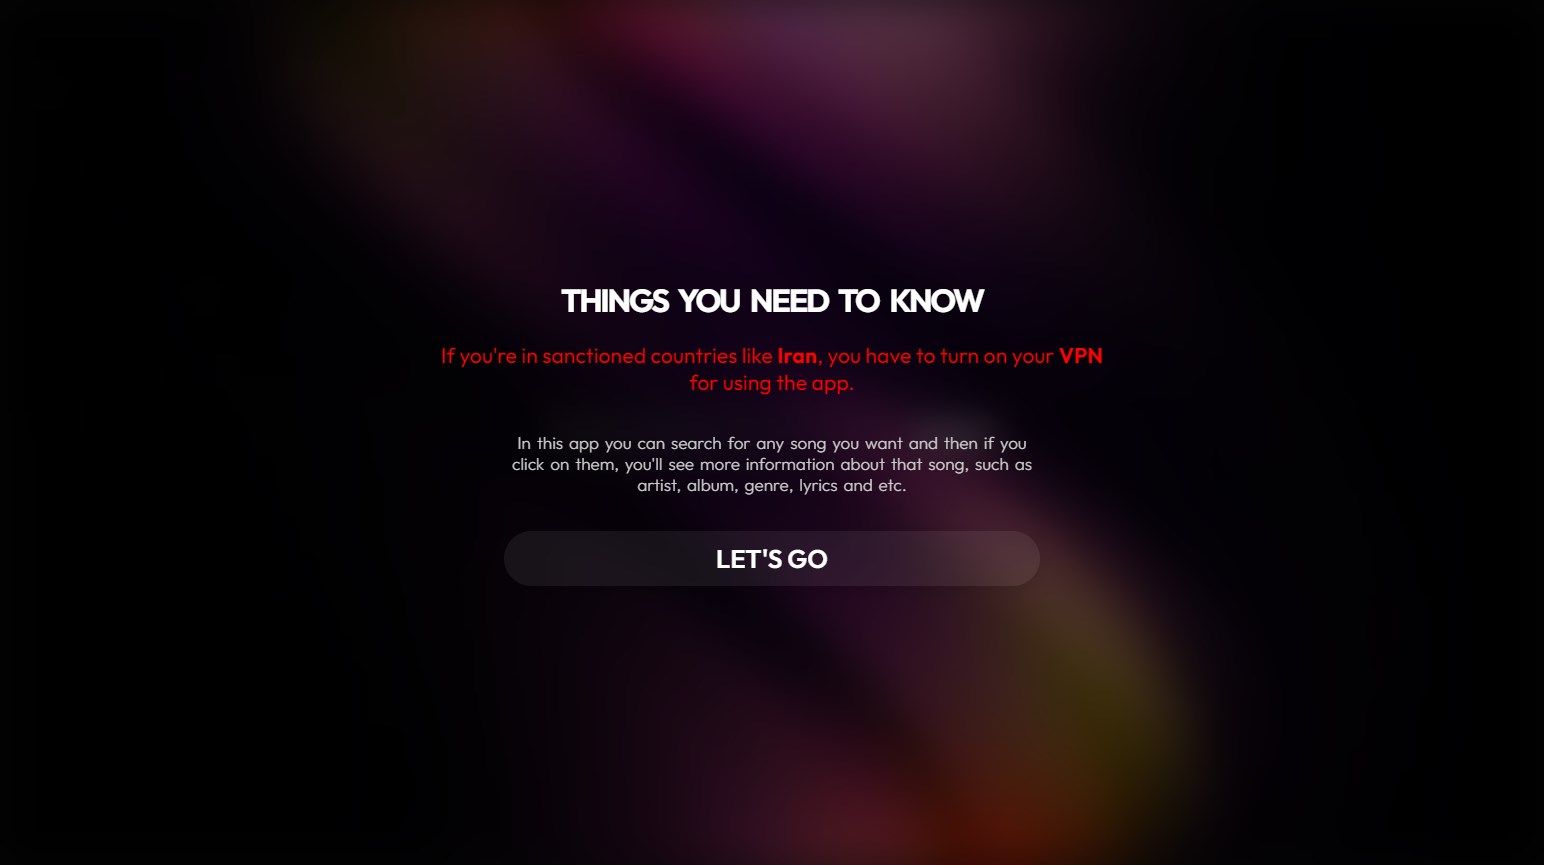 THINGS YOU NEED TO KNOW
If you're in sanctioned countries like Iran, you have to turn on your VPN
for using the app.
In this app you can search for any song you want and then if you
click on them, you'll see more information about that song, such as
artist, album, genre, lyrics and etc.
LET'S GO